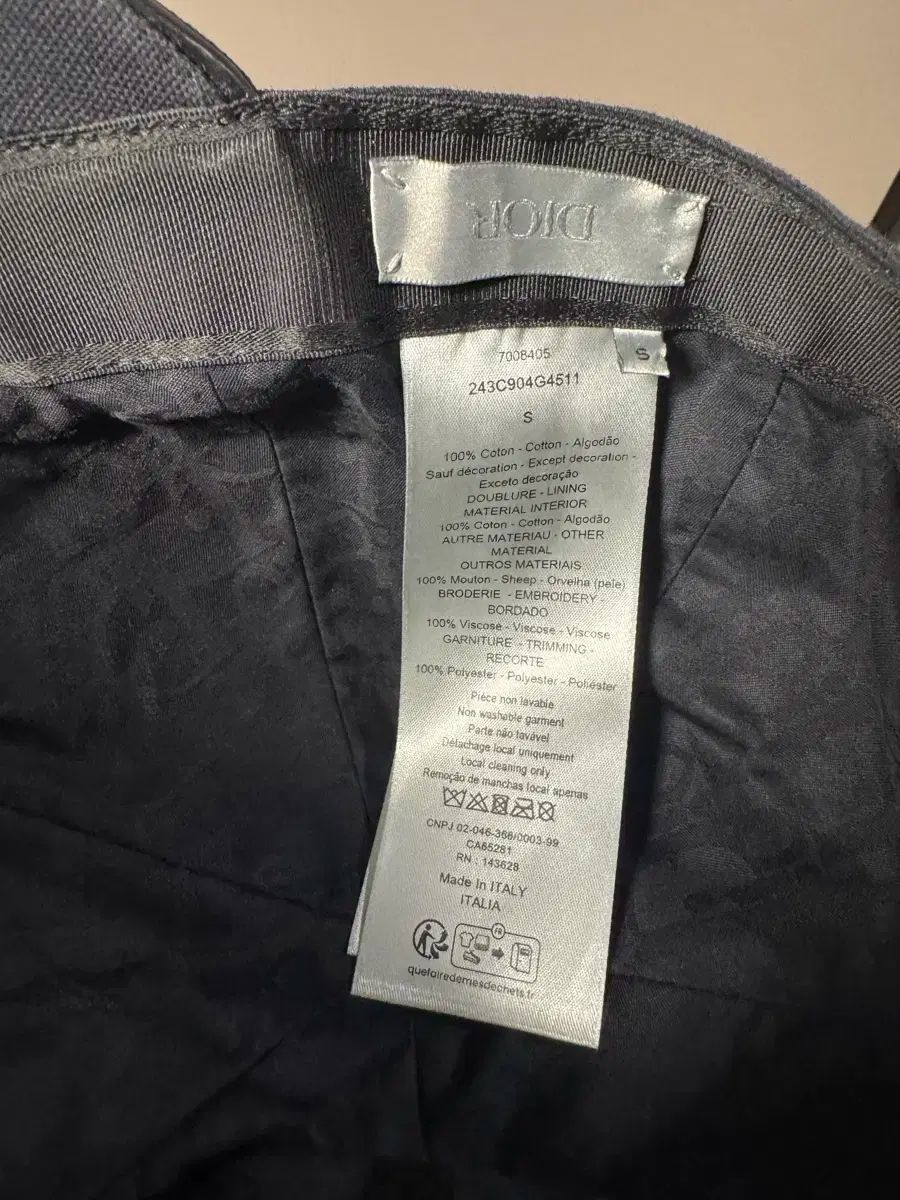 DIOR
S
7008405
243C904G4511
S
100% Coton - Cotton - Algodão
Sauf décoration - Except decoration -
Exceto decoração
DOUBLURE - LINING
MATERIAL INTERIOR
100% Coton - Cotton - Algodão
AUTRE MATERIAU - OTHER
MATERIAL
OUTROS MATERIAIS
100% Mouton - Sheep - Orvelha (pele)
BRODERIE - EMBROIDERY
BORDADO
100% Viscose - Viscose - Viscose
GARNITURE - TRIMMING -
RECORTE
100% Polyester - Polyester - Poliéster
Pièce non lavable
Non washable garment
Parte não lavável
Détachage local uniquement
Local cleaning only
Remoção de manchas local apenas
CNPJ 02-046-366/0003-99
CA65281
RN : 143628
Made In ITALY
ITALIA
FR
quefairedemesdechets.fr